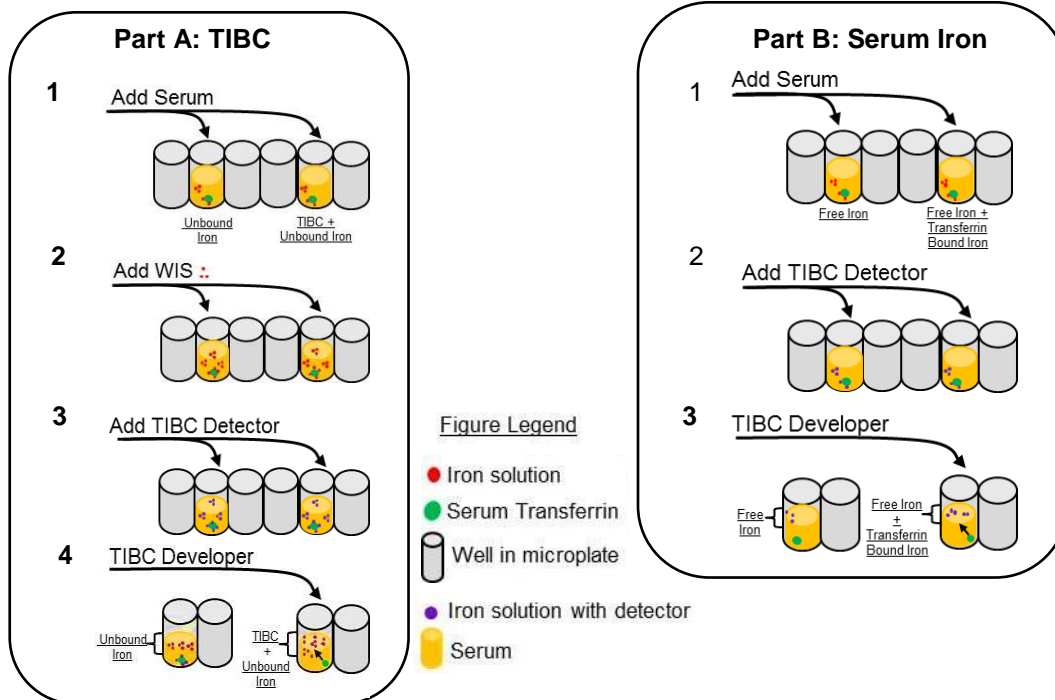 Part A: TIBC
1
Add Serum
Unbound
Iron
TIBC +
Unbound Iron
2
Add WIS
3
Add TIBC Detector
4
TIBC Developer
Unbound
Iron
TIBC
+
Unbound
Iron
Figure Legend
Iron solution
Serum Transferrin
Well in microplate
Iron solution with detector
Serum
Part B: Serum Iron
1
Add Serum
Free Iron
Free Iron +
Transferrin
Bound Iron
2
Add TIBC Detector
3
TIBC Developer
Free
Iron
Free Iron
+
Transferrin
Bound Iron